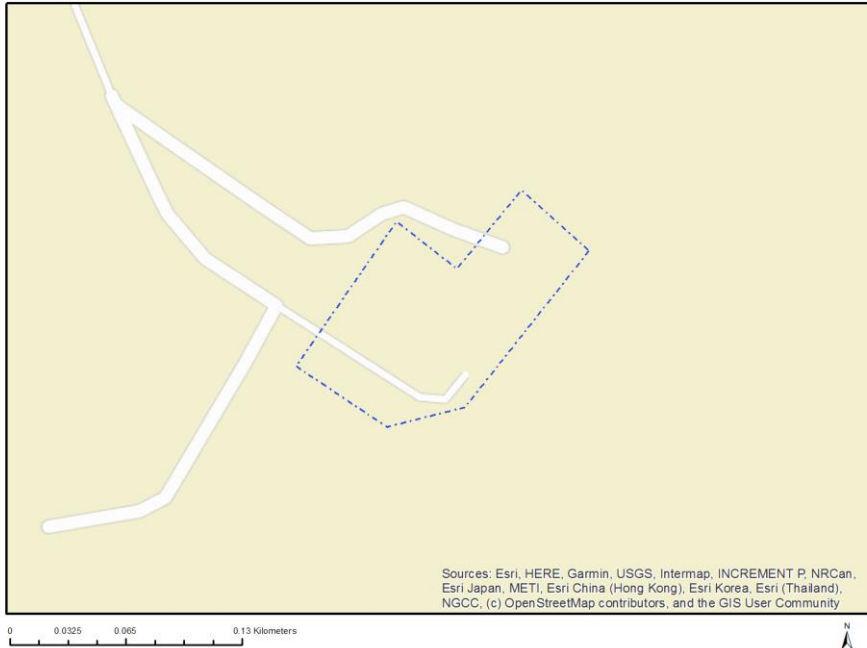 Sources: Esri, HERE, Garmin, USGS, Intermap, INCREMENT P, NRCan,
Esri Japan, METI, Esri China (Hong Kong), Esri Korea, Esri (Thailand),
NGCC, (c) OpenStreetMap contributors, and the GIS User Community
0 0.0325 0.065 0.13 Kilometers
N